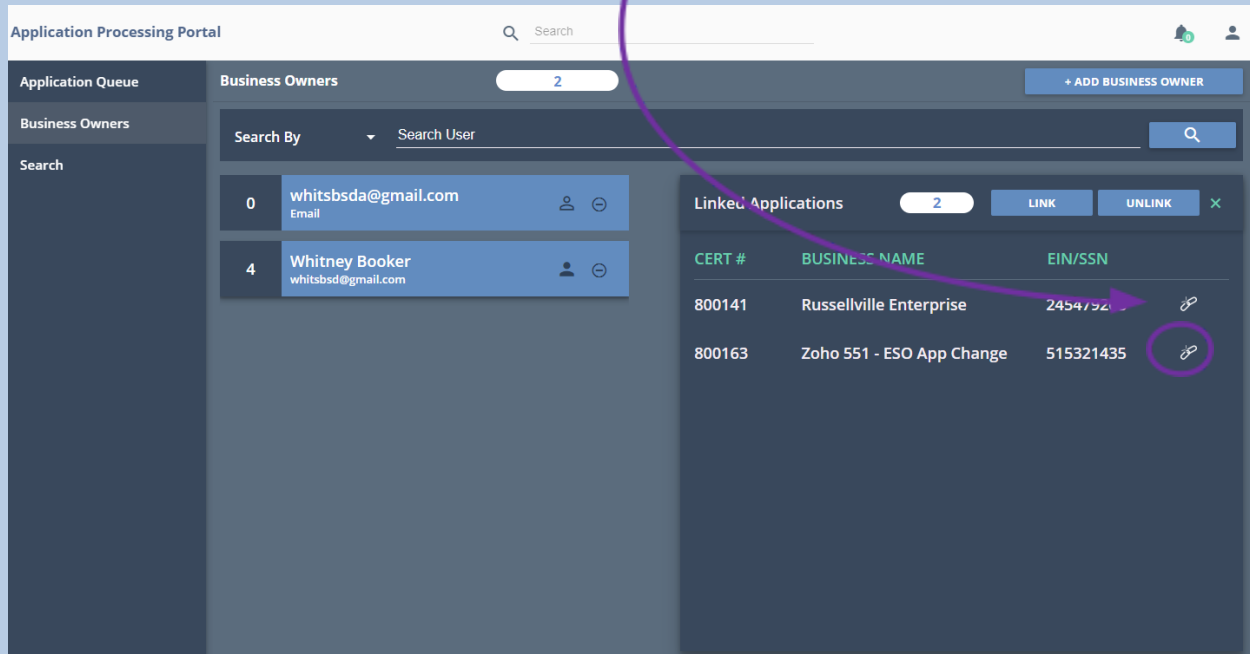 Application Processing Portal
Search
0
Application Queue
Business Owners
Search
Business Owners
2
+ ADD BUSINESS OWNER
Search By
Search User
0
whitsbsda@gmail.com
Email
4
Whitney Booker
whitsbsd@gmail.com
Linked Applications
2
LINK
UNLINK
CERT #
BUSINESS NAME
EIN/SSN
800141
Russellville Enterprise
800163
Zoho 551 - ESO App Change
515321435